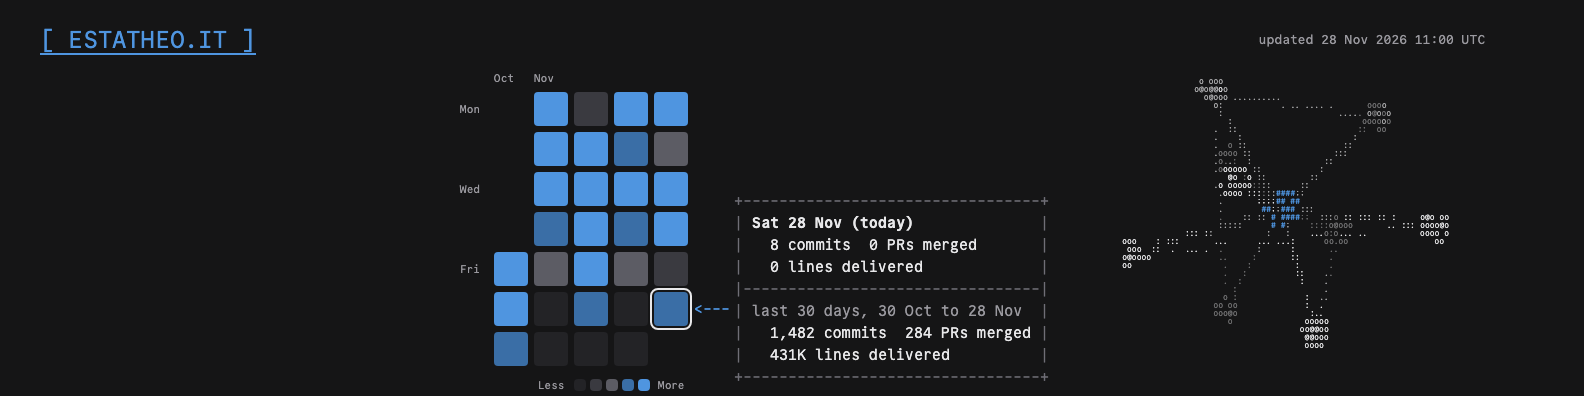 [ ESTATHEO.IT ]
updated 28 Nov 2026 11:00 UTC
Oct Nov
Mon
Wed
Fri
Sat 28 Nov (today)
8 commits 0 PRs merged
0 lines delivered
last 30 days, 30 Oct to 28 Nov
1,482 commits 284 PRs merged
431K lines delivered
Less More